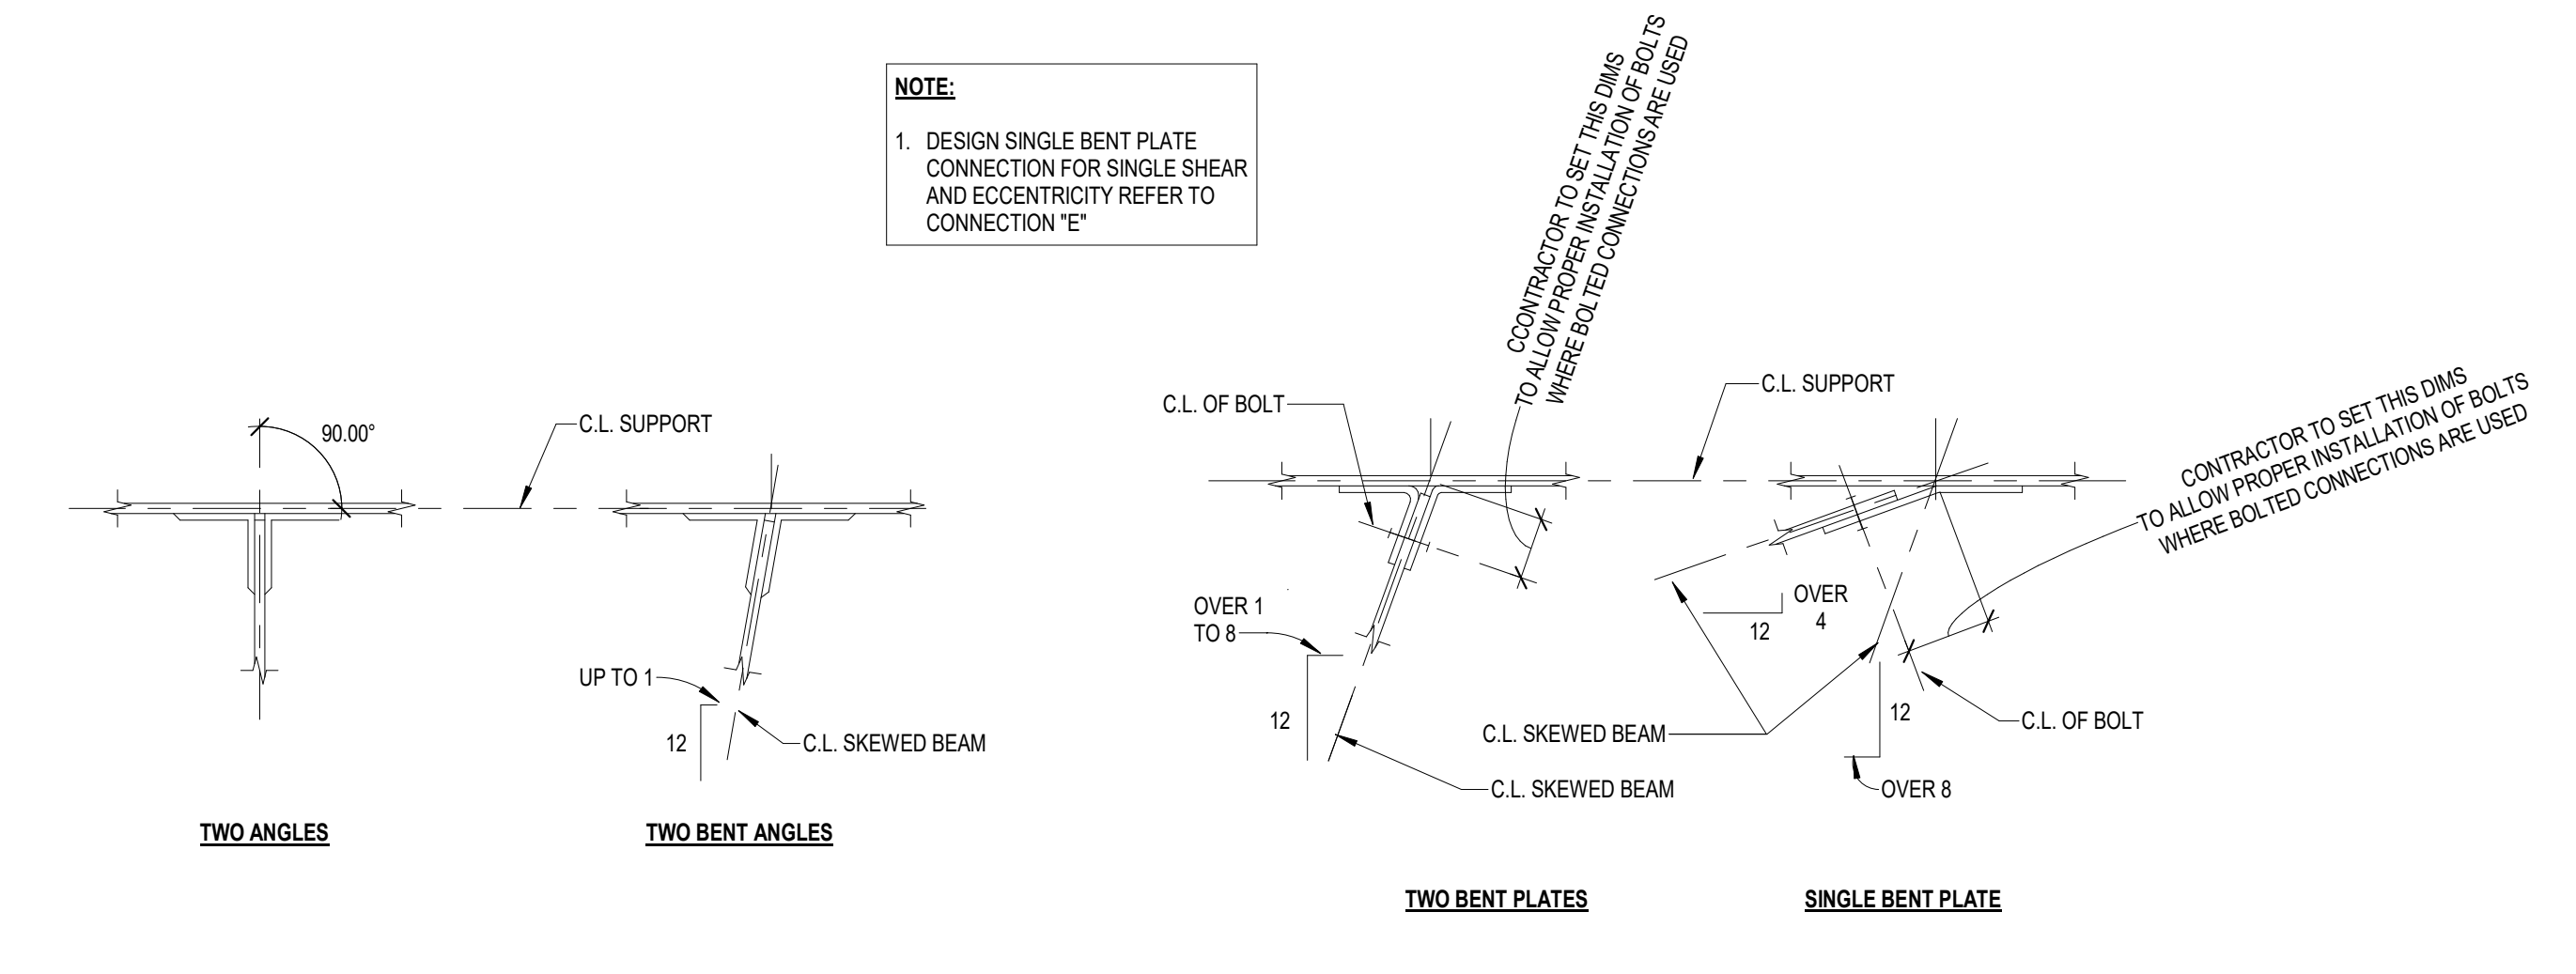 NOTE:
1. DESIGN SINGLE BENT PLATE
CONNECTION FOR SINGLE SHEAR
AND ECCENTRICITY REFER TO
CONNECTION "E"
90.00°
C.L. SUPPORT
UP TO 1
12
C.L. SKEWED BEAM
TWO ANGLES
TWO BENT ANGLES
CCONTRACTOR TO SET THIS DIMS
TO ALLOW PROPER INSTALLATION OF BOLTS
WHERE BOLTED CONNECTIONS ARE USED
C.L. OF BOLT
C.L. SUPPORT
OVER 1
TO 8
12
C.L. SKEWED BEAM
TWO BENT PLATES
CONTRACTOR TO SET THIS DIMS
TO ALLOW PROPER INSTALLATION OF BOLTS
WHERE BOLTED CONNECTIONS ARE USED
OVER
4
12
C.L. SKEWED BEAM
12
C.L. OF BOLT
OVER 8
SINGLE BENT PLATE